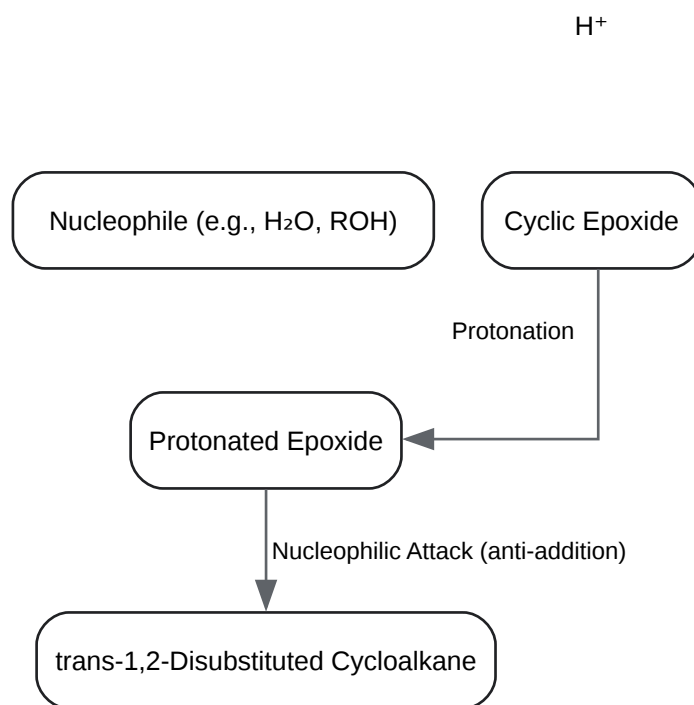 H⁺
Nucleophile (e.g., H₂O, ROH)
Cyclic Epoxide
Protonation
Protonated Epoxide
Nucleophilic Attack (anti-addition)
trans-1,2-Disubstituted Cycloalkane